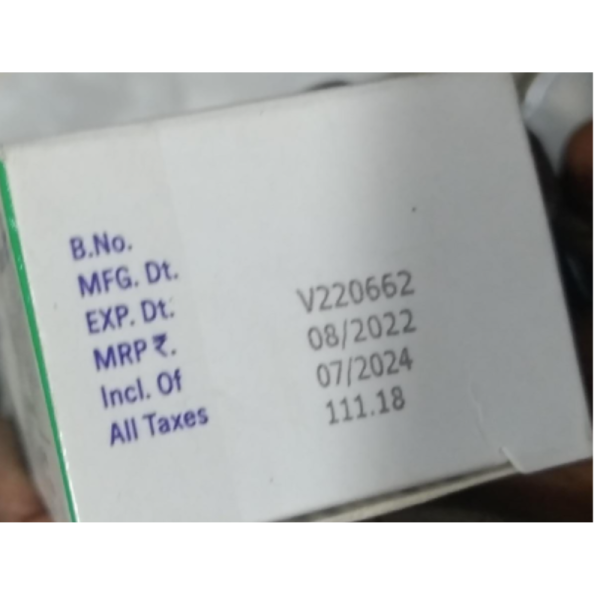 B.No.
MFG. Dt.
EXP. Dt.
MRP ₹.
Incl. Of
All Taxes
V220662
08/2022
07/2024
111.18